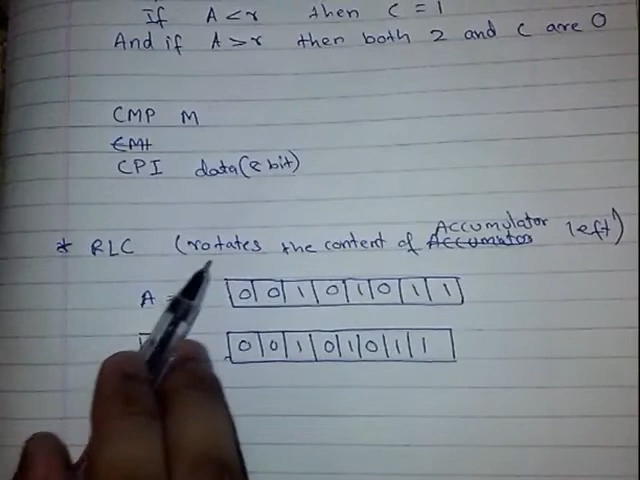 If A < r then C = 1
And if A > r then both 2 and C are 0
CMP M
CMI
CPI data(8 bit)
* RLC (rotates the content of Accumulator left)
A = 0 0 1 0 1 0 1 1
0 0 1 0 1 0 1 1